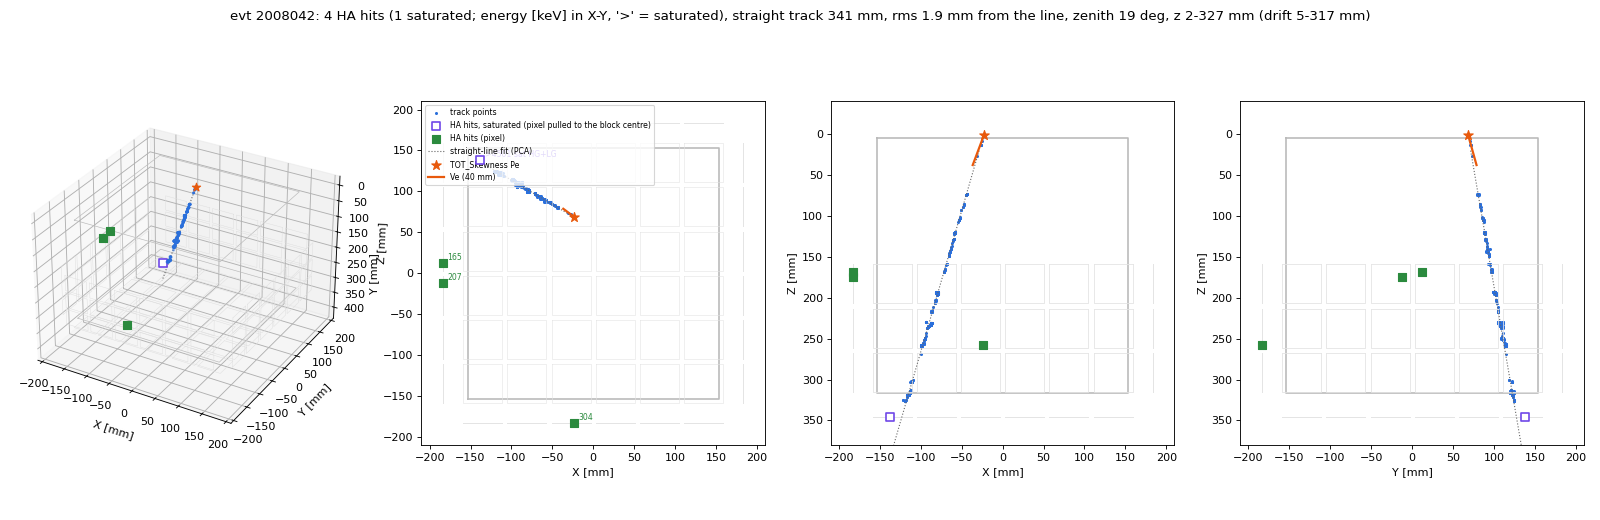 evt 2008042: 4 HA hits (1 saturated; energy [keV] in X-Y, '>' = saturated), straight track 341 mm, rms 1.9 mm from the line, zenith 19 deg, z 2-327 mm (drift 5-317 mm)
0
50
100
150
200
250
300
350
400
Z [mm]
−200
−150
−100
−50
0
50
100
150
200
X [mm]
−200
−150
−100
−50
0
50
100
150
200
Y [mm]
track points
HA hits, saturated (pixel pulled to the block centre)
HA hits (pixel)
straight-line fit (PCA)
TOT_Skewness Pe
Ve (40 mm)
165
207
304
200
150
100
50
0
−50
−100
−150
−200
Y [mm]
−200 −150 −100 −50 0 50 100 150 200
X [mm]
0
50
100
150
200
250
300
350
Z [mm]
−200 −150 −100 −50 0 50 100 150 200
X [mm]
0
50
100
150
200
250
300
350
Z [mm]
−200 −150 −100 −50 0 50 100 150 200
Y [mm]